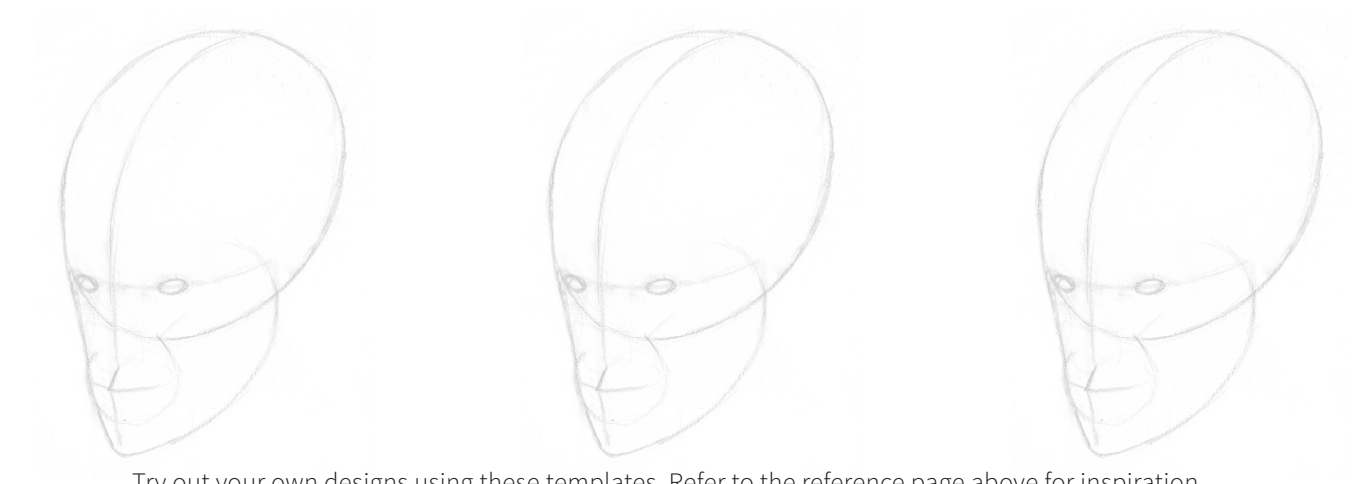 Try out your own designs using these templates. Refer to the reference page above for inspiration.